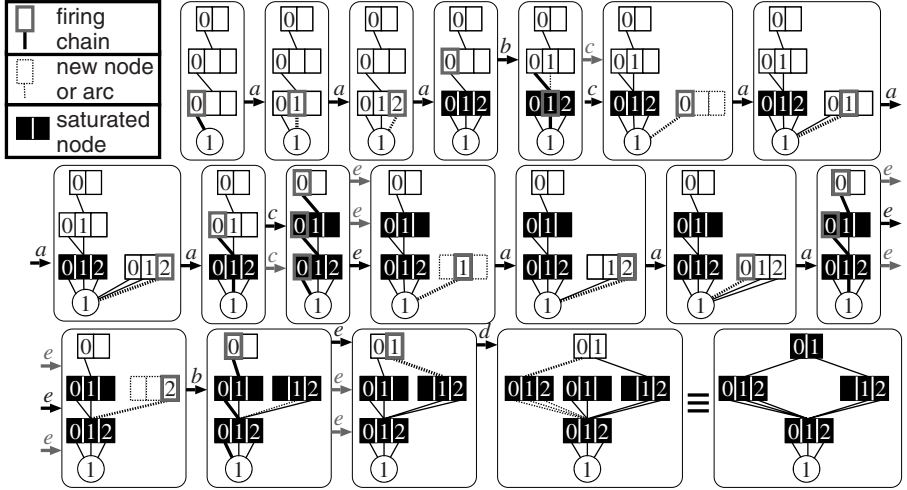 firing
chain
new node
or arc
saturated
node
0 0 0 0 0 0 0
b c
0 0 0 0 0 1 0 1 0 1
a a a c a a
0 0 1 0 1 2 0 1 2 0 1 2 0 1 2 0 0 1 2 0 1
1 1 1 1 1 1 1
e e
0 0 0 0 0 0 0
c e e
0 1 0 1 0 1 0 1 0 1 0 1 0 1
a a c e a a a e
0 1 2 0 1 2 0 1 2 0 1 2 0 1 2 1 0 1 2 1 2 0 1 2 0 1 2 0 1 2
1 1 1 1 1 1 1
e e d
0 0 0 1 0 1 0 1
e b e
0 1 2 0 1 1 2 0 1 1 2 0 1 2 1 2 ≡ 0 1 2 1 2
e e
0 1 2 0 1 2 0 1 2 0 1 2 0 1 2
1 1 1 1 1